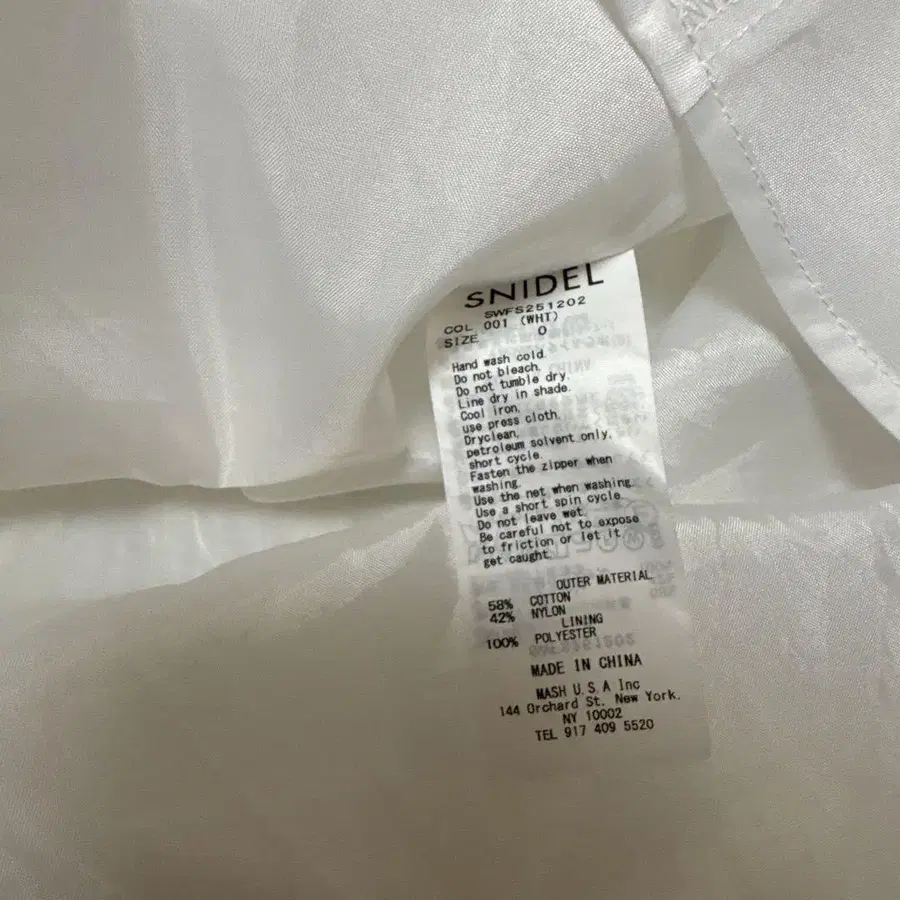 SNIDEL
SWFS251202
COL 001 (WHT)
SIZE 0
Hand wash cold.
Do not bleach.
Do not tumble dry.
Line dry in shade.
Cool iron.
use press cloth.
Dryclean,
petroleum solvent only.
short cycle.
Fasten the zipper when
washing.
Use the net when washing.
Use a short spin cycle.
Do not leave wet.
Be careful not to expose
to friction or let it
get caught.
OUTER MATERIAL
58% COTTON
42% NYLON
LINING
100% POLYESTER
MADE IN CHINA
MASH U.S.A Inc
144 Orchard St. New York.
NY 10002
TEL 917 409 5520